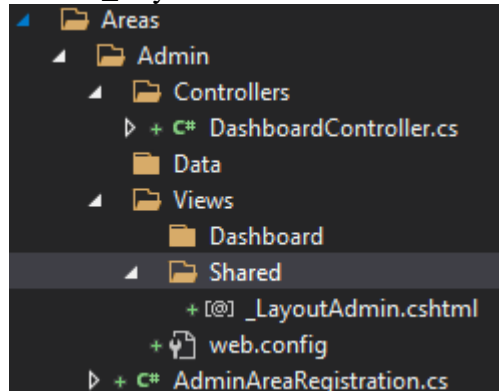 Areas
Admin
Controllers
+ C# DashboardController.cs
Data
Views
Dashboard
Shared
+ [@] _LayoutAdmin.cshtml
+ web.config
+ C# AdminAreaRegistration.cs